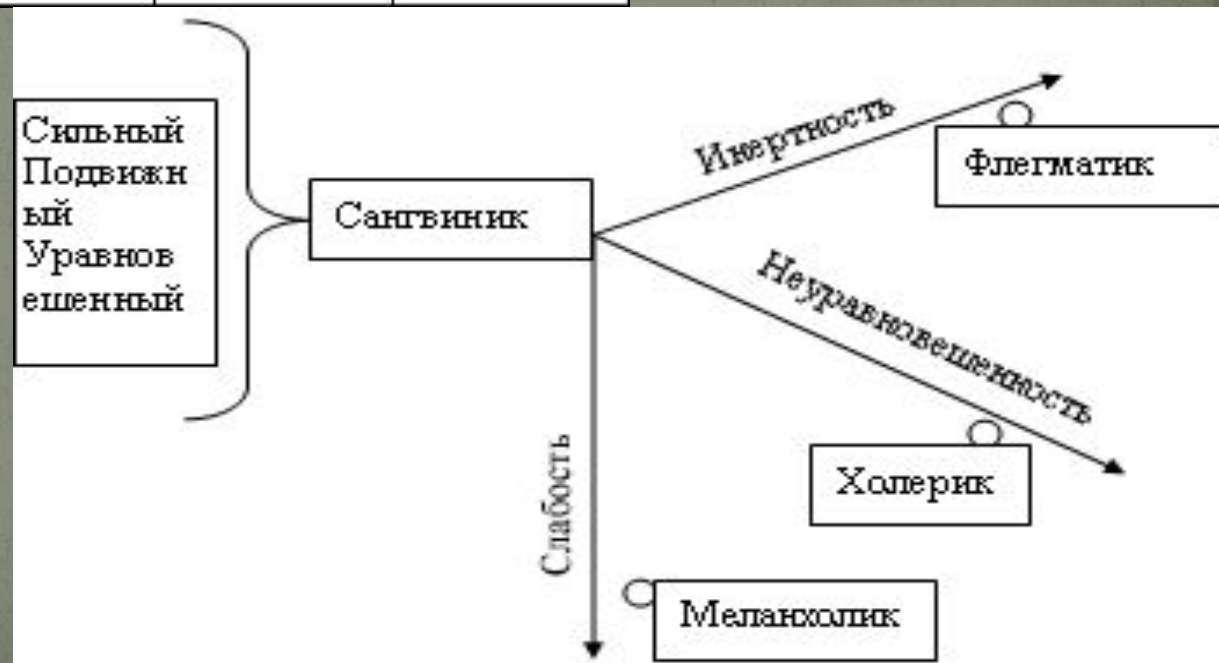 Сильный
Подвижн
ый
Уравнов
ешенный
Сангвиник
Инертность
Флегматик
Неуравновешенность
Холерик
Слабость
Меланхолик